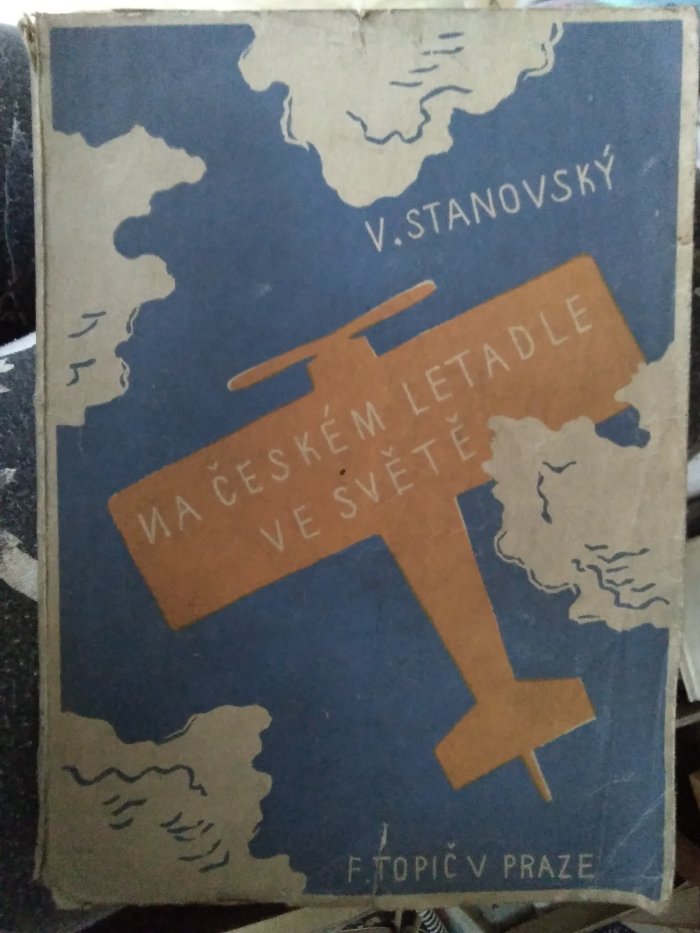 V. STANOVSKÝ
NA ČESKÉM LETADLE
VE SVĚTĚ
F. TOPIČ V PRAZE